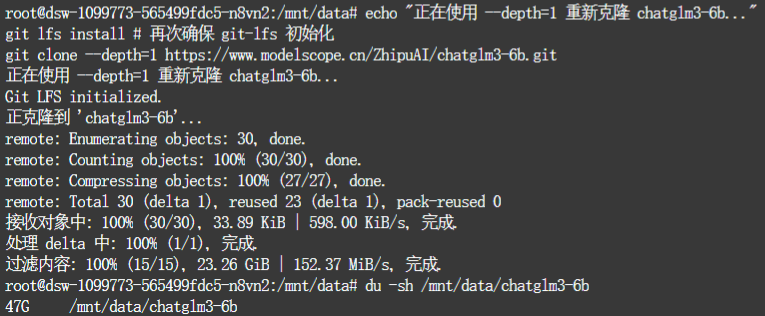 root@dsw-1099773-565499fdc5-n8vn2:/mnt/data# echo "正在使用 --depth=1 重新克隆 chatglm3-6b..."
git lfs install # 再次确保 git-lfs 初始化
git clone --depth=1 https://www.modelscope.cn/ZhipuAI/chatglm3-6b.git
正在使用 --depth=1 重新克隆 chatglm3-6b...
Git LFS initialized.
正克隆到 'chatglm3-6b'...
remote: Enumerating objects: 30, done.
remote: Counting objects: 100% (30/30), done.
remote: Compressing objects: 100% (27/27), done.
remote: Total 30 (delta 1), reused 23 (delta 1), pack-reused 0
接收对象中: 100% (30/30), 33.89 KiB | 598.00 KiB/s, 完成.
处理 delta 中: 100% (1/1), 完成.
过滤内容: 100% (15/15), 23.26 GiB | 152.37 MiB/s, 完成.
root@dsw-1099773-565499fdc5-n8vn2:/mnt/data# du -sh /mnt/data/chatglm3-6b
47G /mnt/data/chatglm3-6b